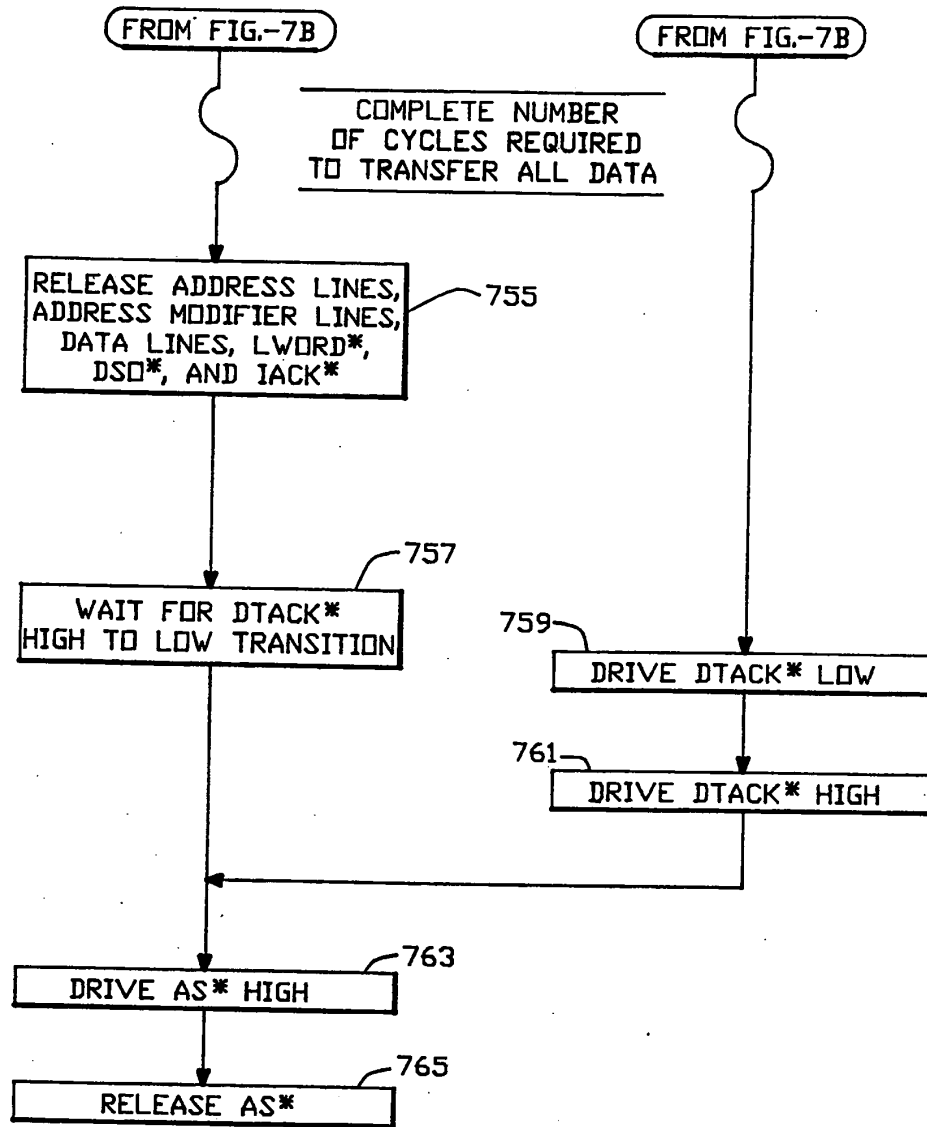 FROM FIG.-7B
FROM FIG.-7B
COMPLETE NUMBER
OF CYCLES REQUIRED
TO TRANSFER ALL DATA
RELEASE ADDRESS LINES,
ADDRESS MODIFIER LINES,
DATA LINES, LWORD*,
DS0*, AND IACK*
755
757
WAIT FOR DTACK*
HIGH TO LOW TRANSITION
759
DRIVE DTACK* LOW
761
DRIVE DTACK* HIGH
763
DRIVE AS* HIGH
765
RELEASE AS*